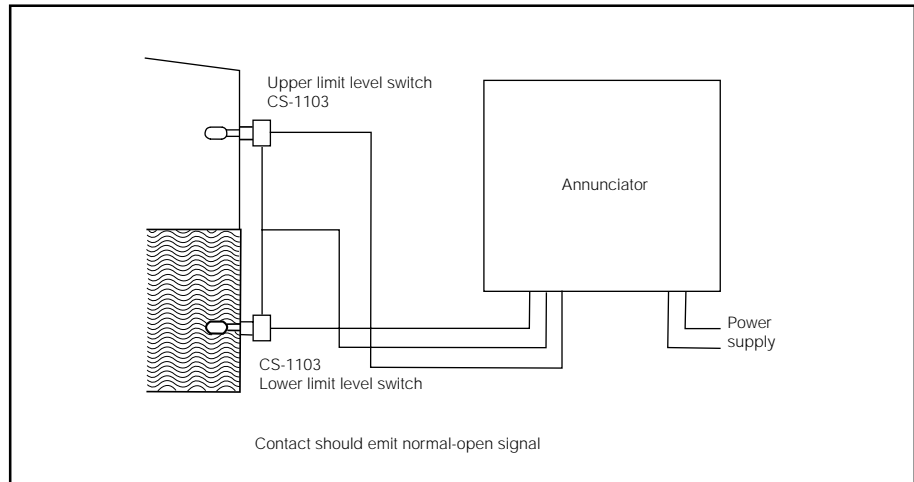 Upper limit level switch
CS-1103
Annunciator
Power
supply
CS-1103
Lower limit level switch
Contact should emit normal-open signal